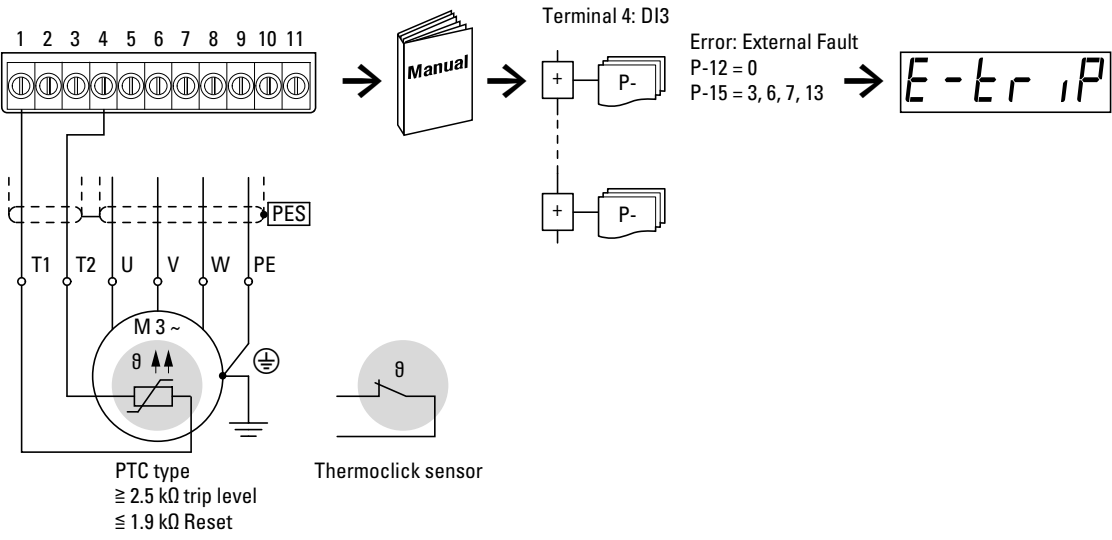 1 2 3 4 5 6 7 8 9 10 11
Manual
Terminal 4: DI3
+
P-
+
P-
Error: External Fault
P-12 = 0
P-15 = 3, 6, 7, 13
E-triP
PES
T1 T2 U V W PE
M 3 ~
ϑ
ϑ
PTC type
≧ 2.5 kΩ trip level
≦ 1.9 kΩ Reset
Thermoclick sensor